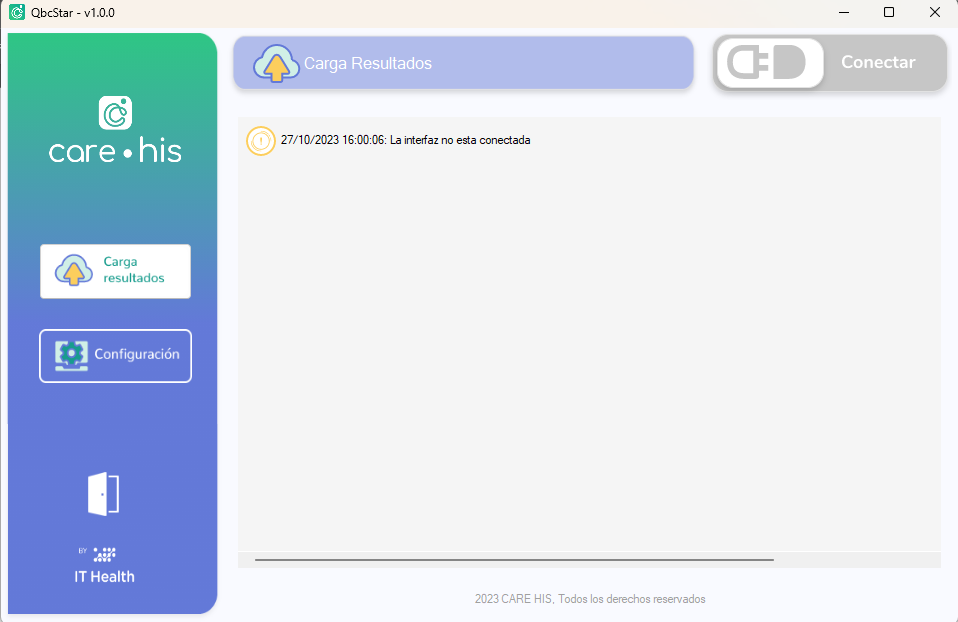 QbcStar - v1.0.0
care•his
Carga
resultados
Configuración
BY
IT Health
Carga Resultados
Conectar
27/10/2023 16:00:06: La interfaz no esta conectada
2023 CARE HIS, Todos los derechos reservados